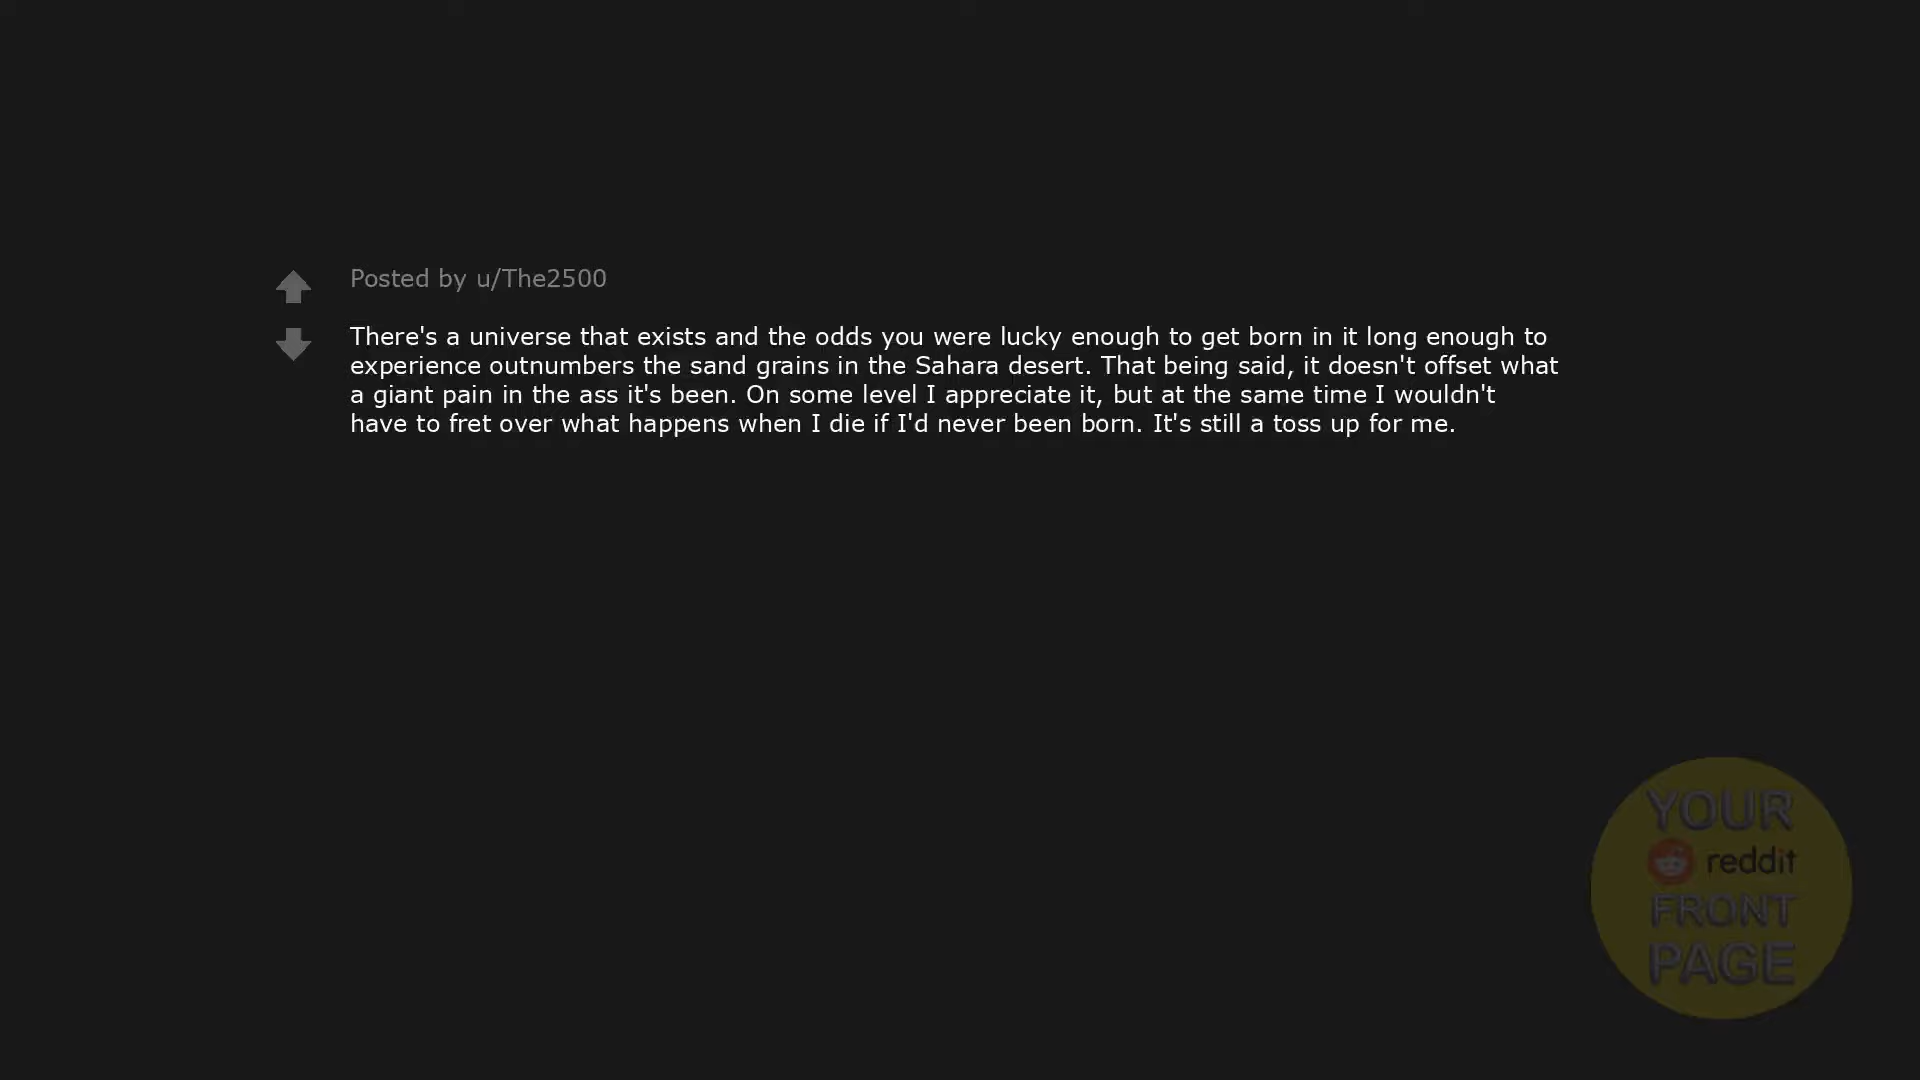 Posted by u/The2500
There's a universe that exists and the odds you were lucky enough to get born in it long enough to
experience outnumbers the sand grains in the Sahara desert. That being said, it doesn't offset what
a giant pain in the ass it's been. On some level I appreciate it, but at the same time I wouldn't
have to fret over what happens when I die if I'd never been born. It's still a toss up for me.
YOUR
reddit
FRONT
PAGE